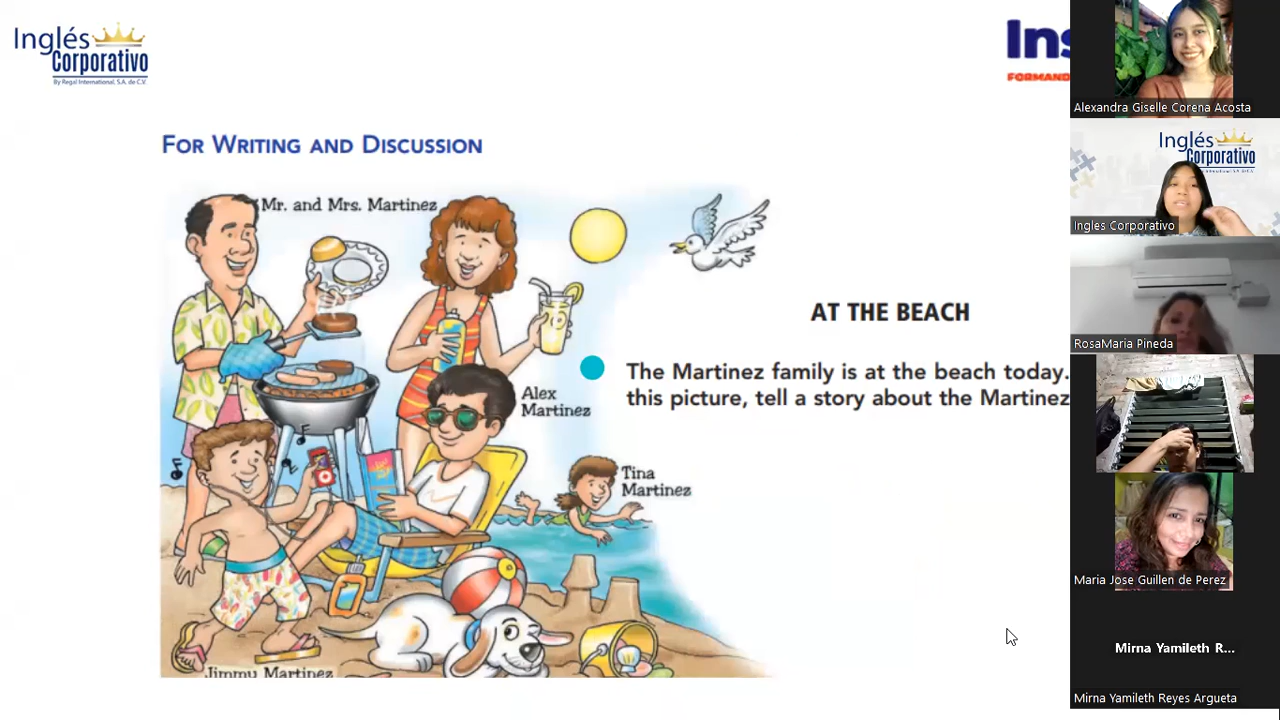 Inglés
Corporativo
By Regal International, S.A. de C.V.
Ins
FORMAND
FOR WRITING AND DISCUSSION
Mr. and Mrs. Martinez
Alex
Martinez
Tina
Martinez
Jimmy Martinez
AT THE BEACH
The Martinez family is at the beach today.
this picture, tell a story about the Martinez
Alexandra Giselle Corena Acosta
Inglés
Corporativo
Ingles Corporativo
RosaMaria Pineda
Maria Jose Guillen de Perez
Mirna Yamileth R...
Mirna Yamileth Reyes Argueta